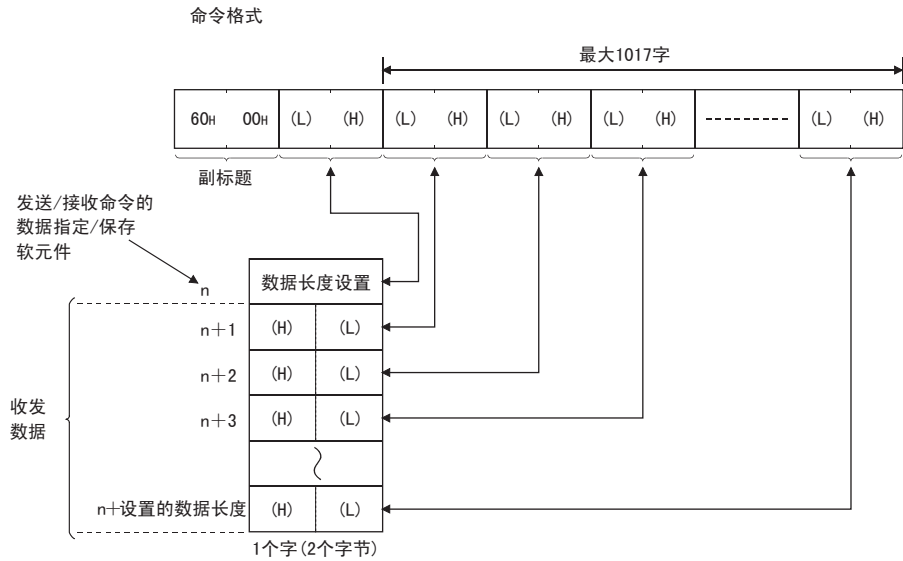 命令格式
最大1017字
60H 00H (L) (H) (L) (H) (L) (H) (L) (H) (L) (H)
副标题
发送/接收命令的
数据指定/保存
软元件
n 数据长度设置
n+1 (H) (L)
n+2 (H) (L)
n+3 (H) (L)
收发
数据
n+设置的数据长度 (H) (L)
1个字(2个字节)